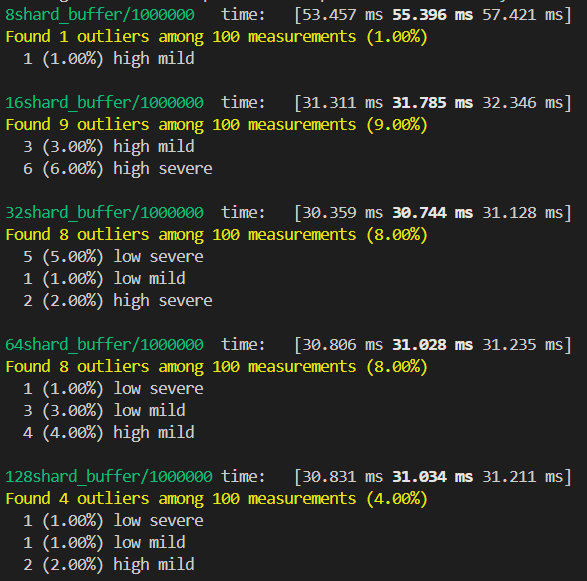 8shard_buffer/1000000   time:   [53.457 ms 55.396 ms 57.421 ms]
Found 1 outliers among 100 measurements (1.00%)
  1 (1.00%) high mild
16shard_buffer/1000000  time:   [31.311 ms 31.785 ms 32.346 ms]
Found 9 outliers among 100 measurements (9.00%)
  3 (3.00%) high mild
  6 (6.00%) high severe
32shard_buffer/1000000  time:   [30.359 ms 30.744 ms 31.128 ms]
Found 8 outliers among 100 measurements (8.00%)
  5 (5.00%) low severe
  1 (1.00%) low mild
  2 (2.00%) high severe
64shard_buffer/1000000  time:   [30.806 ms 31.028 ms 31.235 ms]
Found 8 outliers among 100 measurements (8.00%)
  1 (1.00%) low severe
  3 (3.00%) low mild
  4 (4.00%) high mild
128shard_buffer/1000000 time:   [30.831 ms 31.034 ms 31.211 ms]
Found 4 outliers among 100 measurements (4.00%)
  1 (1.00%) low severe
  1 (1.00%) low mild
  2 (2.00%) high mild